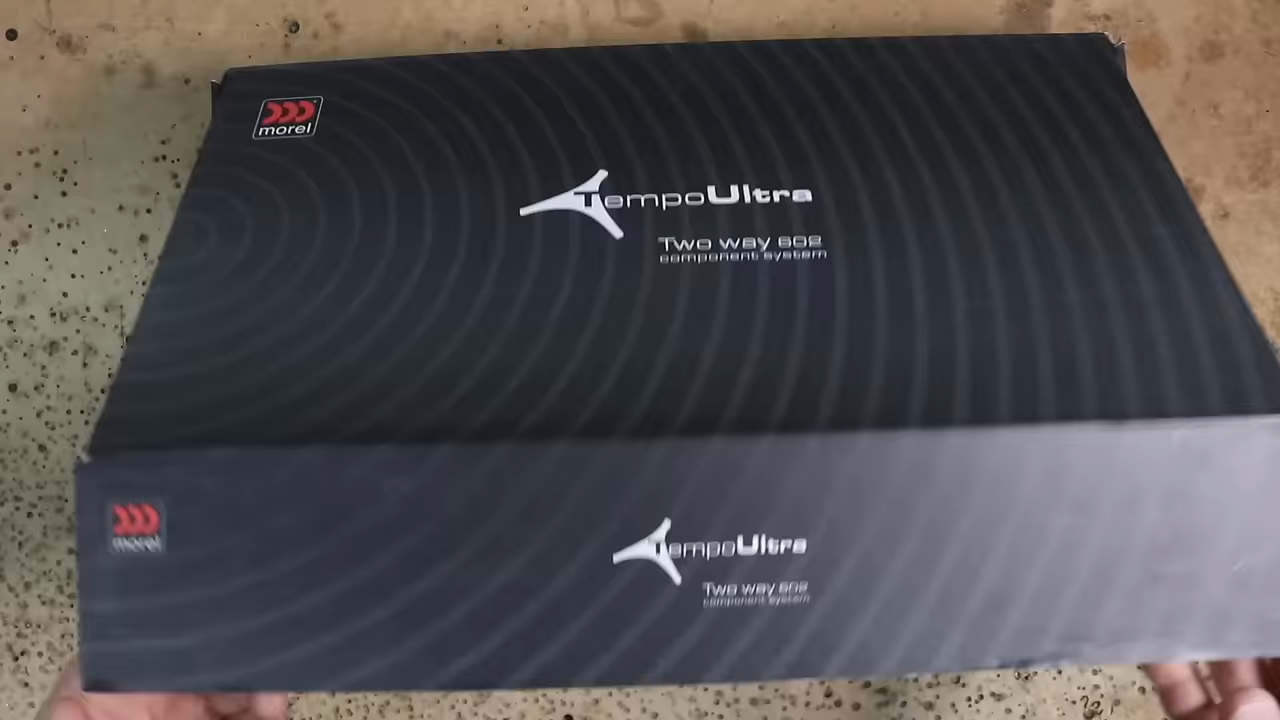 morel
TempoUltra
Two way 602
component system
morel
TempoUltra
Two way 602
component system